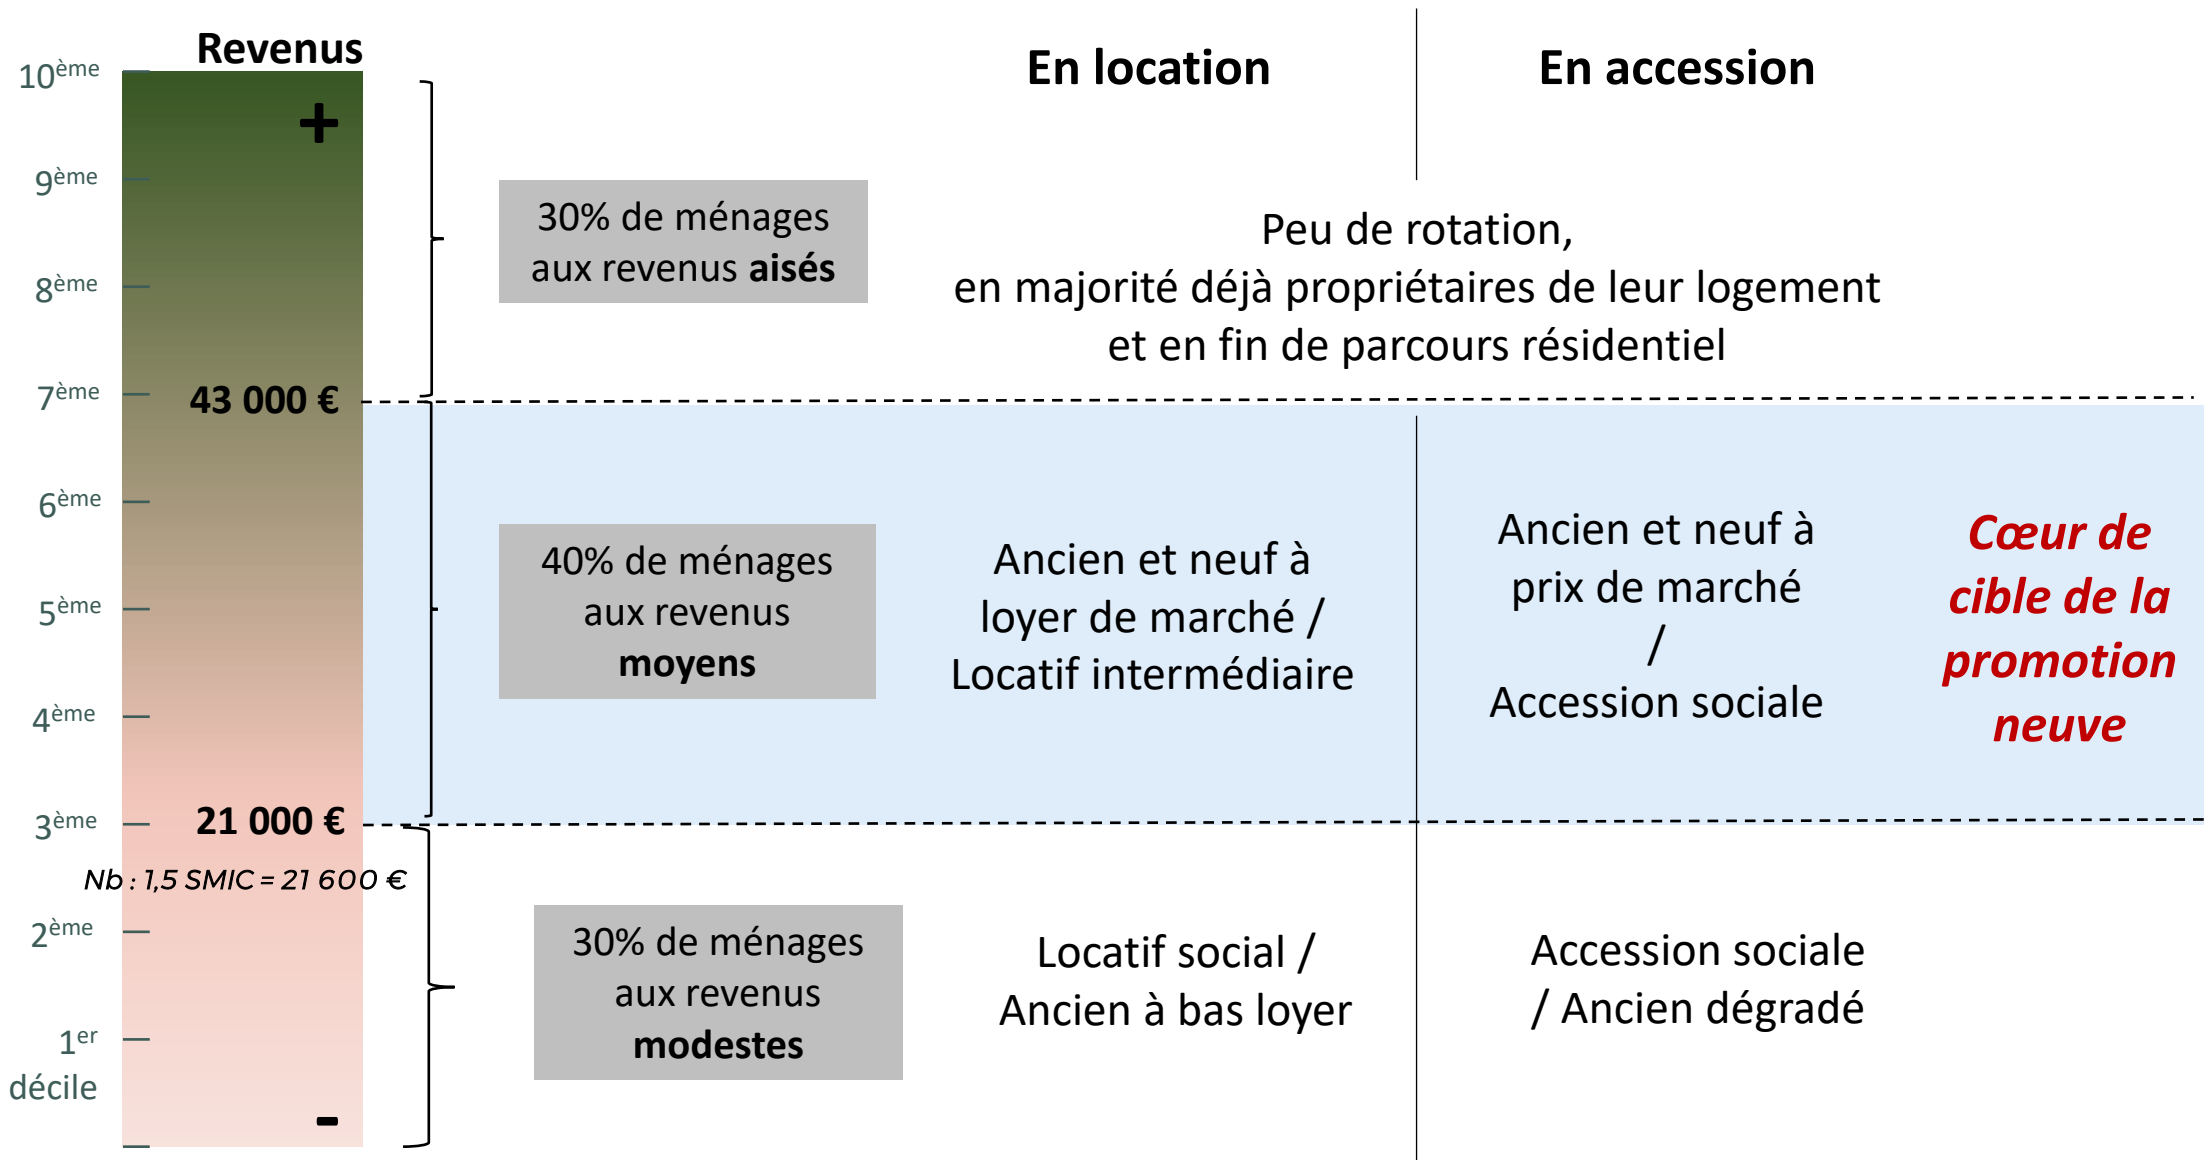 Revenus
En location
En accession
10ème
+
9ème
8ème
30% de ménages
aux revenus aisés
Peu de rotation,
en majorité déjà propriétaires de leur logement
et en fin de parcours résidentiel
7ème
43 000 €
6ème
5ème
4ème
40% de ménages
aux revenus
moyens
Ancien et neuf à
loyer de marché /
Locatif intermédiaire
Ancien et neuf à
prix de marché
/
Accession sociale
Cœur de
cible de la
promotion
neuve
3ème
21 000 €
Nb : 1,5 SMIC = 21 600 €
2ème
1er
décile
-
30% de ménages
aux revenus
modestes
Locatif social /
Ancien à bas loyer
Accession sociale
/ Ancien dégradé